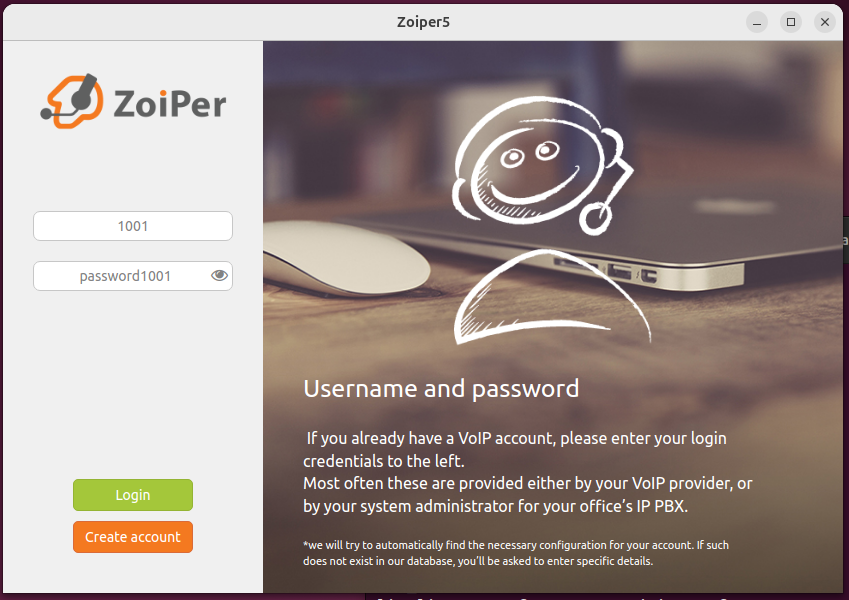 Zoiper5
ZoiPer
1001
password1001
Login
Create account
Username and password
If you already have a VoIP account, please enter your login
credentials to the left.
Most often these are provided either by your VoIP provider, or
by your system administrator for your office's IP PBX.
*we will try to automatically find the necessary configuration for your account. If such
does not exist in our database, you'll be asked to enter specific details.